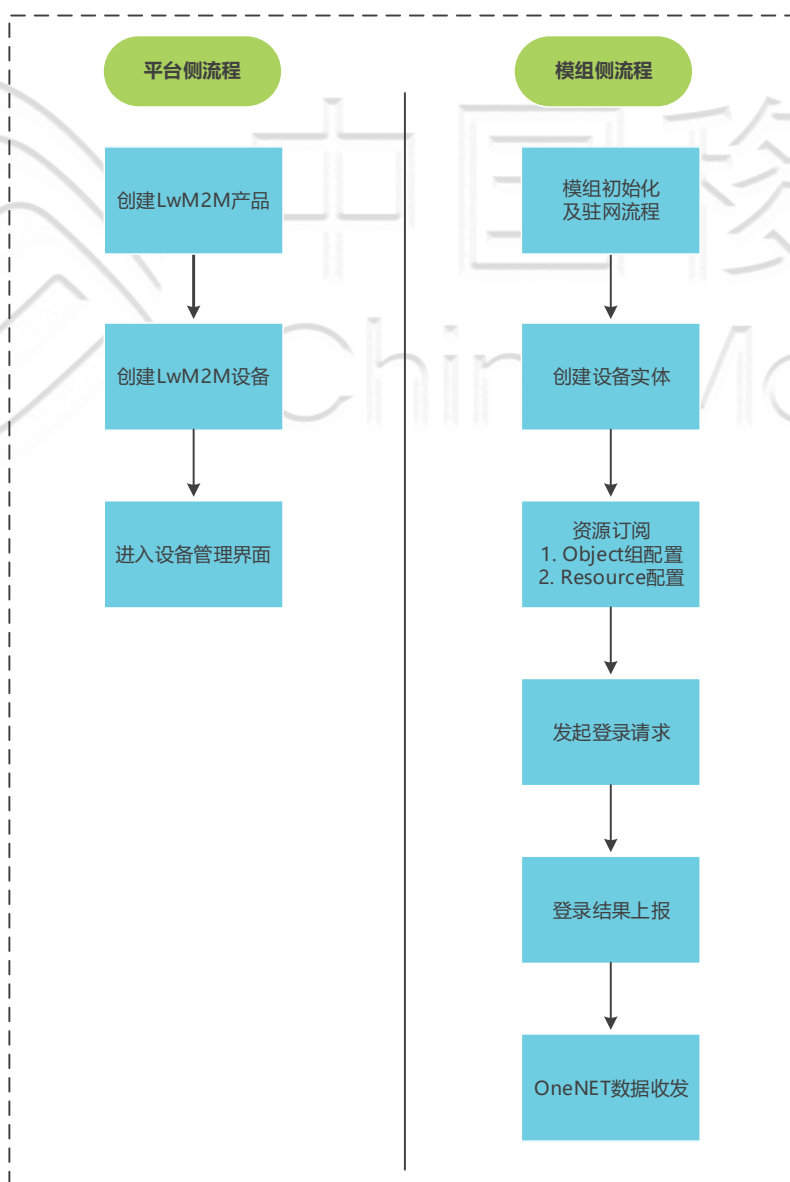 平台侧流程
创建LwM2M产品
创建LwM2M设备
进入设备管理界面
模组侧流程
模组初始化
及驻网流程
创建设备实体
资源订阅
1. Object组配置
2. Resource配置
发起登录请求
登录结果上报
OneNET数据收发
中国移
Chin
Mo